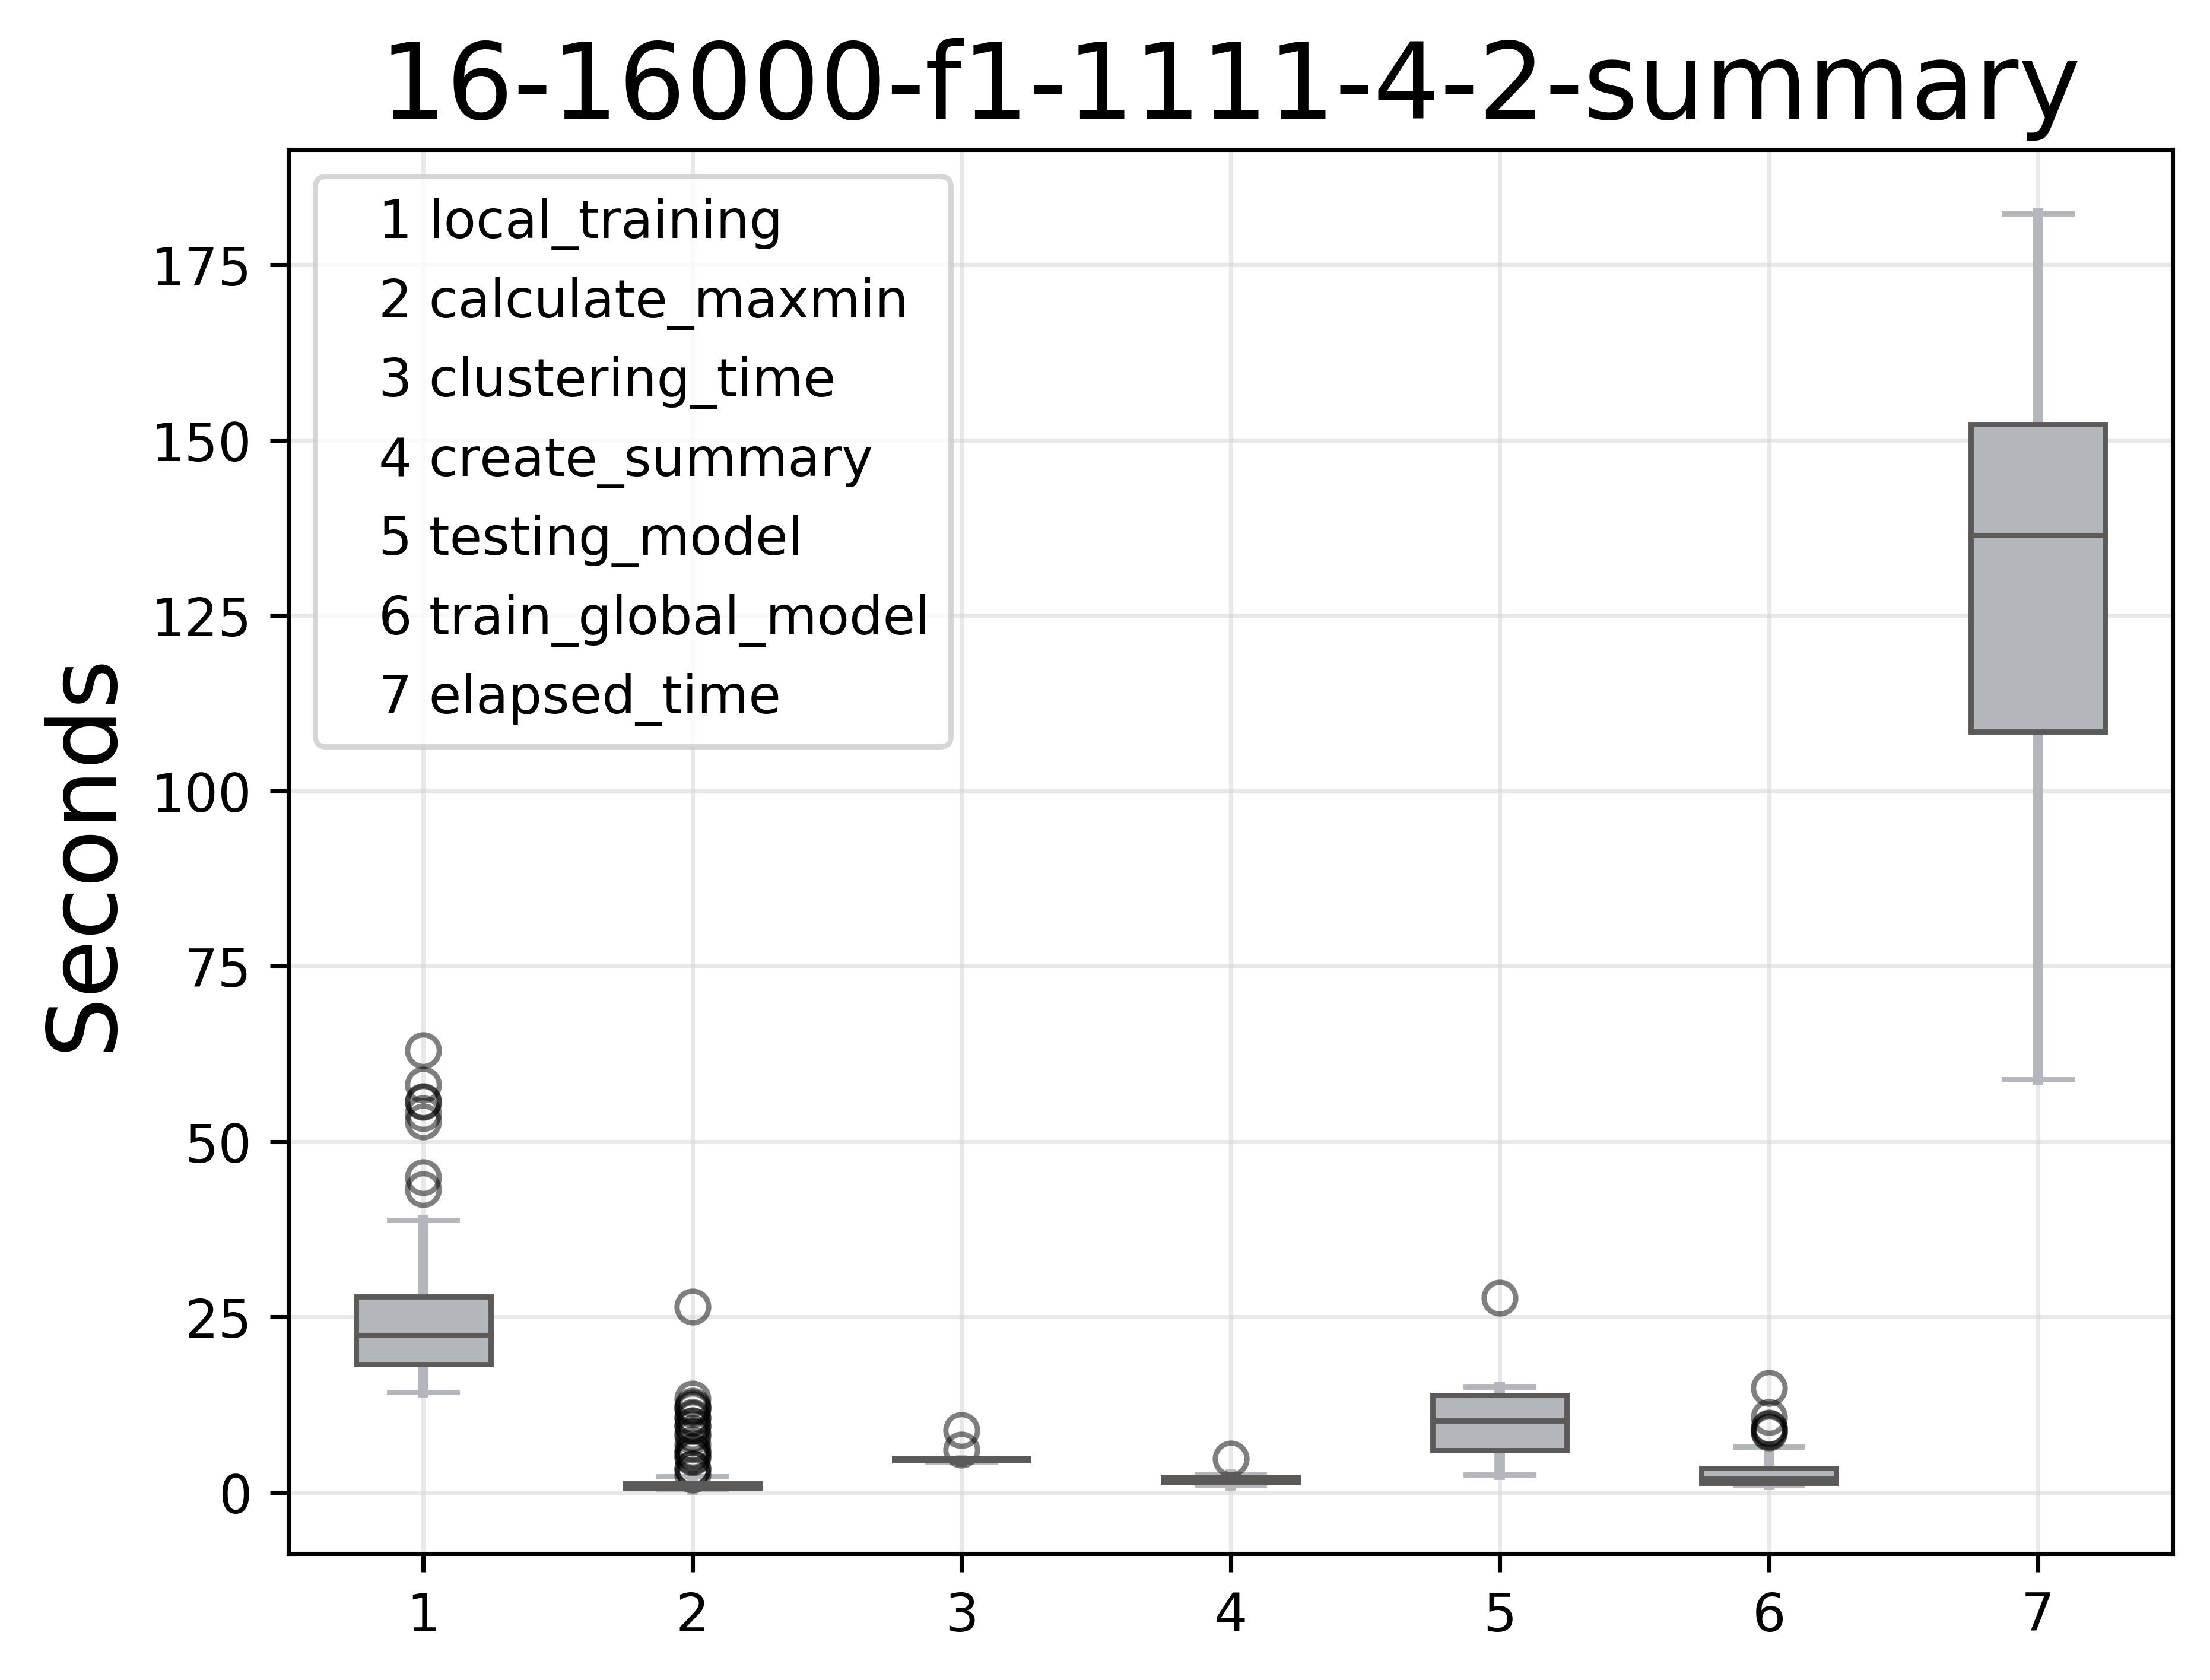 16-16000-f1-1111-4-2-summary
1 local_training
2 calculate_maxmin
3 clustering_time
4 create_summary
5 testing_model
6 train_global_model
7 elapsed_time
Seconds
175
150
125
100
75
50
25
0
1 2 3 4 5 6 7